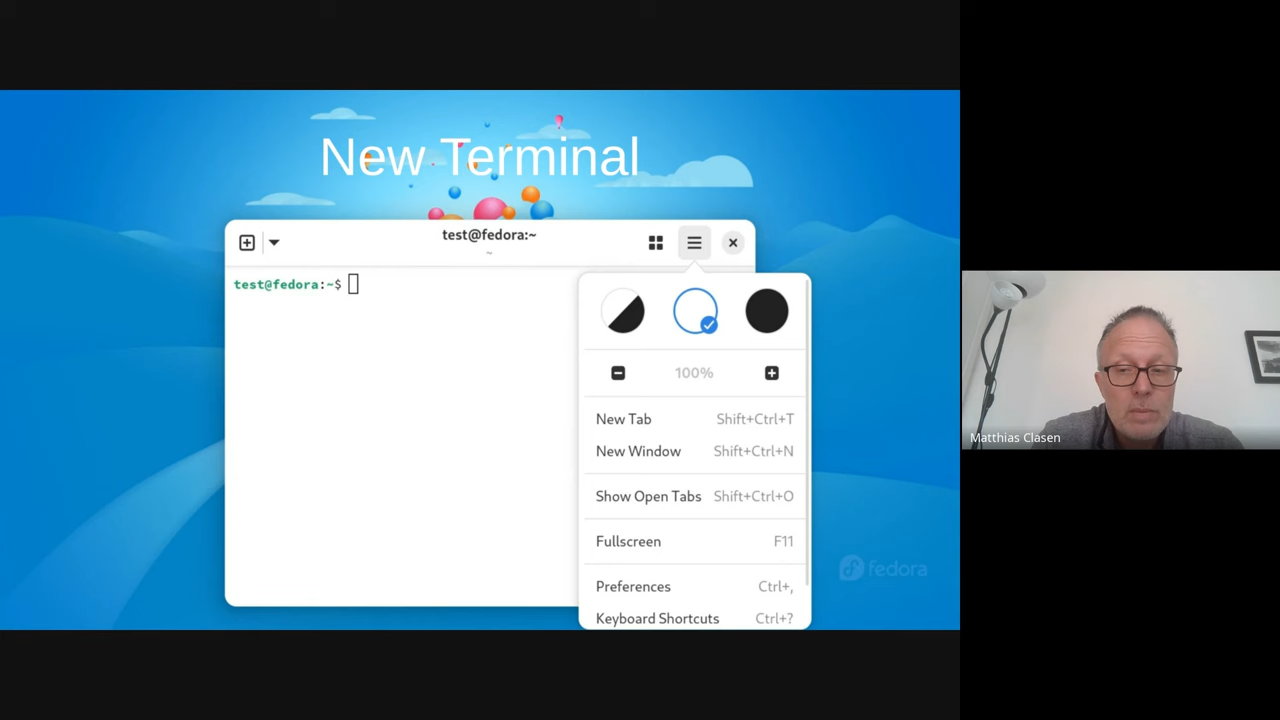 New Terminal
test@fedora:~
~
test@fedora:~$
100%
New Tab Shift+Ctrl+T
New Window Shift+Ctrl+N
Show Open Tabs Shift+Ctrl+O
Fullscreen F11
Preferences Ctrl+,
Keyboard Shortcuts Ctrl+?
fedora
Matthias Clasen